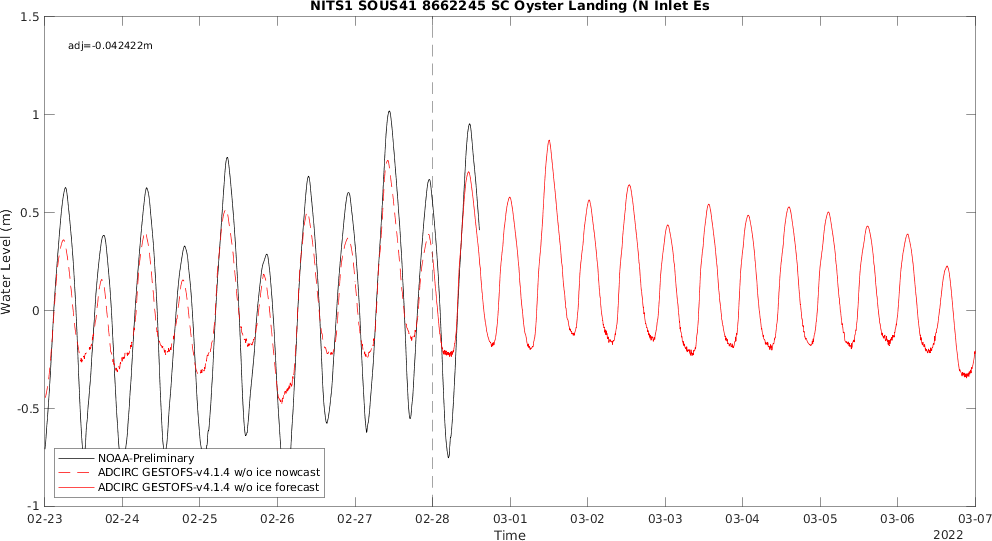 NITS1 SOUS41 8662245 SC Oyster Landing (N Inlet Es
adj=-0.042422m
1.5
1
0.5
0
-0.5
-1
Water Level (m)
NOAA-Preliminary
ADCIRC GESTOFS-v4.1.4 w/o ice nowcast
ADCIRC GESTOFS-v4.1.4 w/o ice forecast
02-23 02-24 02-25 02-26 02-27 02-28 03-01 03-02 03-03 03-04 03-05 03-06 03-07
Time
2022